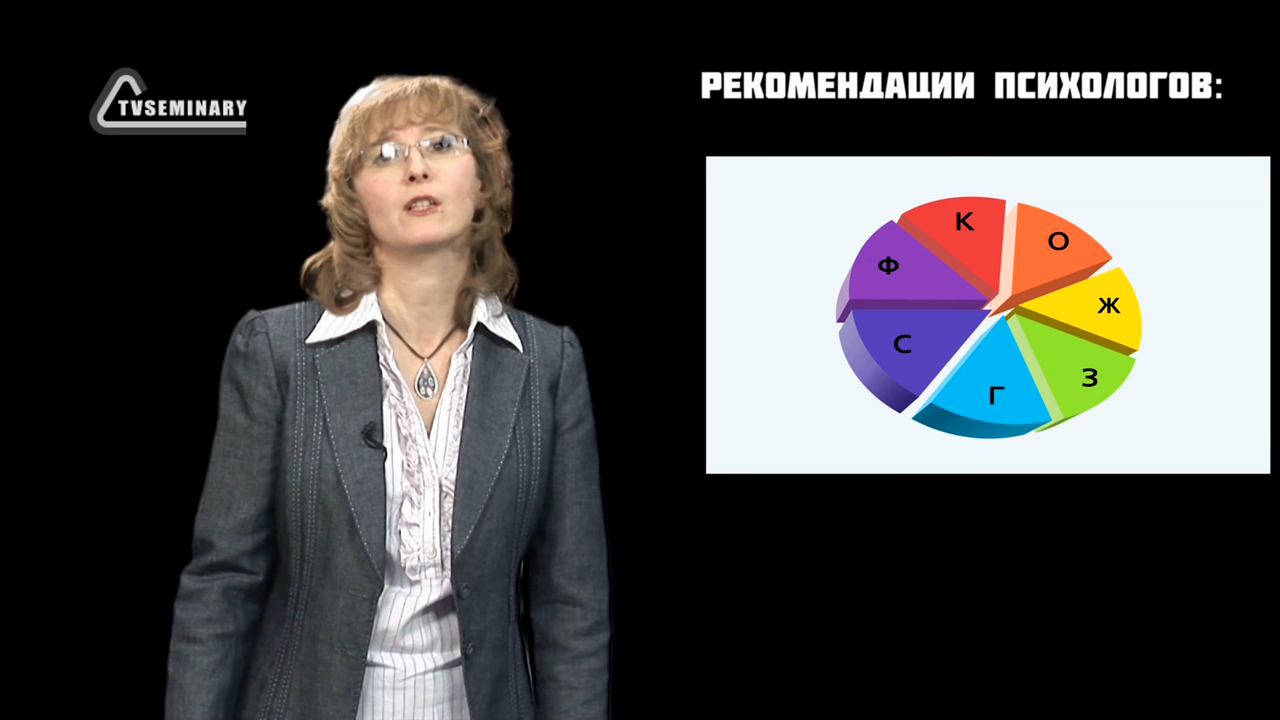 TVSEMINARY
РЕКОМЕНДАЦИИ ПСИХОЛОГОВ:
К
О
Ж
З
Г
С
Ф